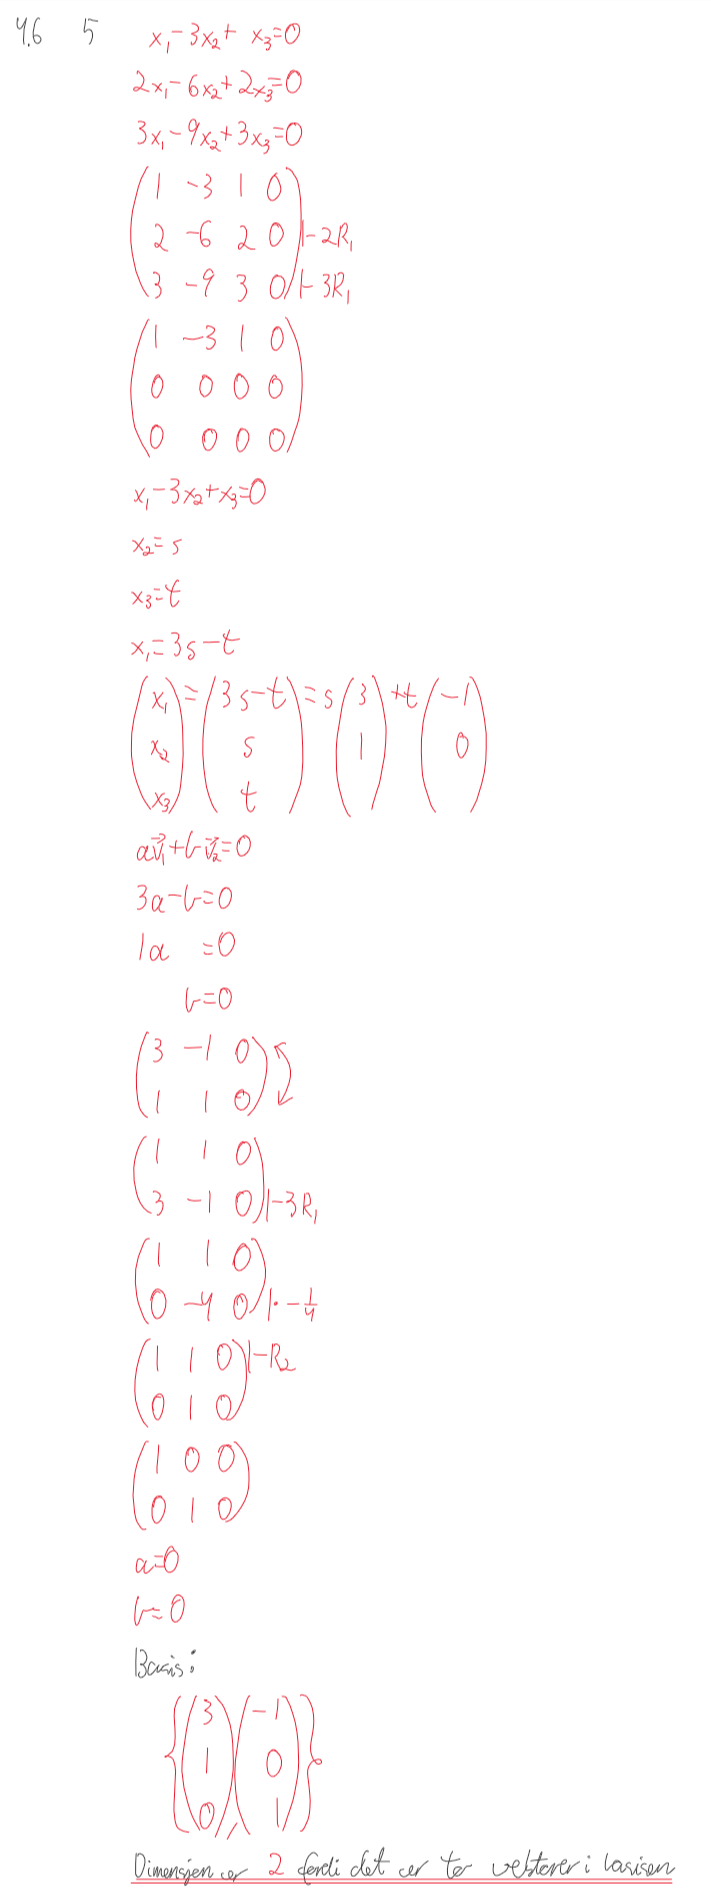 4.6 5 x₁-3x₂+ x₃=0
2x₁-6x₂+2x₃=0
3x₁-9x₂+3x₃=0
(1 -3 1 0
2 -6 2 0 |-2R₁
3 -9 3 0) |-3R₁
(1 -3 1 0
0 0 0 0
0 0 0 0)
x₁-3x₂+x₃=0
x₂=s
x₃=t
x₁=3s-t
(x₁ = (3s-t = s (3 +t (-1
x₂ s 1 0
x₃) t) ) )
av⃗₁+bv⃗₂=0
3a-b=0
1a =0
b=0
(3 -1 0
1 1 0)
(1 1 0
3 -1 0) |-3R₁
(1 1 0
0 -4 0) |·-1/4
(1 1 0 |-R₂
0 1 0)
(1 0 0
0 1 0)
a=0
b=0
Basis:
{(3 (-1
1 0
0), 1)}
Dimensjen er 2 ferdi det er to vektorer i basisen